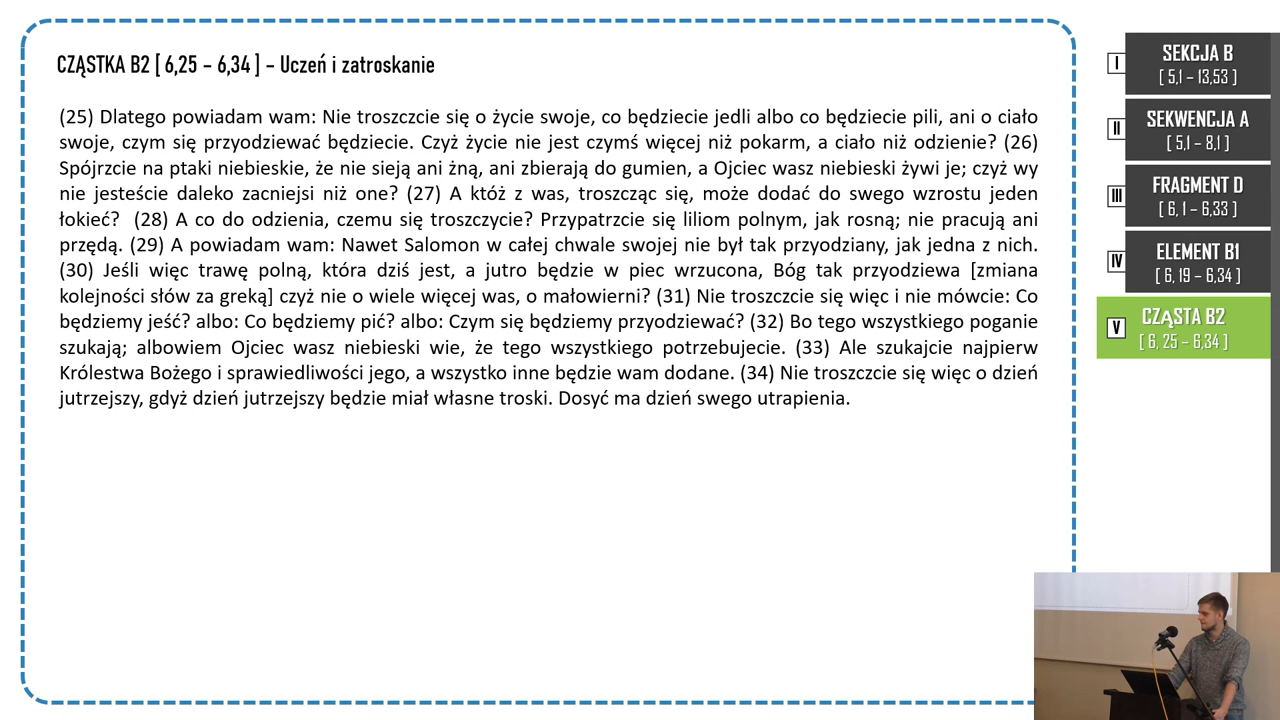 CZĄSTKA B2 [ 6,25 – 6,34 ] – Uczeń i zatroskanie
(25) Dlatego powiadam wam: Nie troszczcie się o życie swoje, co będziecie jedli albo co będziecie pili, ani o ciało
swoje, czym się przyodziewać będziecie. Czyż życie nie jest czymś więcej niż pokarm, a ciało niż odzienie? (26)
Spójrzcie na ptaki niebieskie, że nie sieją ani żną, ani zbierają do gumien, a Ojciec wasz niebieski żywi je; czyż wy
nie jesteście daleko zacniejsi niż one? (27) A któż z was, troszcząc się, może dodać do swego wzrostu jeden
łokieć? (28) A co do odzienia, czemu się troszczycie? Przypatrzcie się liliom polnym, jak rosną; nie pracują ani
przędą. (29) A powiadam wam: Nawet Salomon w całej chwale swojej nie był tak przyodziany, jak jedna z nich.
(30) Jeśli więc trawę polną, która dziś jest, a jutro będzie w piec wrzucona, Bóg tak przyodziewa [zmiana
kolejności słów za greką] czyż nie o wiele więcej was, o małowierni? (31) Nie troszczcie się więc i nie mówcie: Co
będziemy jeść? albo: Co będziemy pić? albo: Czym się będziemy przyodziewać? (32) Bo tego wszystkiego poganie
szukają; albowiem Ojciec wasz niebieski wie, że tego wszystkiego potrzebujecie. (33) Ale szukajcie najpierw
Królestwa Bożego i sprawiedliwości jego, a wszystko inne będzie wam dodane. (34) Nie troszczcie się więc o dzień
jutrzejszy, gdyż dzień jutrzejszy będzie miał własne troski. Dosyć ma dzień swego utrapienia.
I SEKCJA B
[ 5,1 – 13,53 ]
II SEKWENCJA A
[ 5,1 – 8,1 ]
III FRAGMENT D
[ 6, 1 – 6,33 ]
IV ELEMENT B1
[ 6, 19 – 6,34 ]
V CZĄSTA B2
[ 6, 25 – 6,34 ]